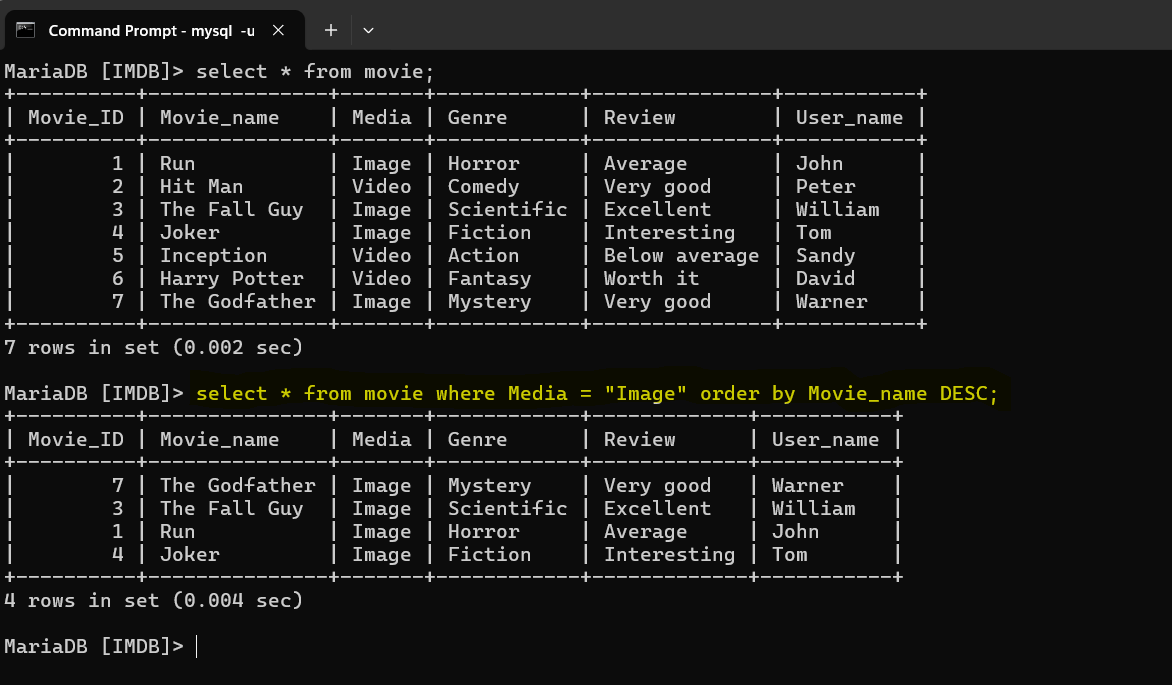 Command Prompt - mysql  -u
MariaDB [IMDB]> select * from movie;
+----------+----------------+-------+------------+---------------+-----------+
| Movie_ID | Movie_name     | Media | Genre      | Review        | User_name |
+----------+----------------+-------+------------+---------------+-----------+
|        1 | Run            | Image | Horror     | Average       | John      |
|        2 | Hit Man        | Video | Comedy     | Very good     | Peter     |
|        3 | The Fall Guy   | Image | Scientific | Excellent     | William   |
|        4 | Joker          | Image | Fiction    | Interesting   | Tom       |
|        5 | Inception      | Video | Action     | Below average | Sandy     |
|        6 | Harry Potter   | Video | Fantasy    | Worth it      | David     |
|        7 | The Godfather  | Image | Mystery    | Very good     | Warner    |
+----------+----------------+-------+------------+---------------+-----------+
7 rows in set (0.002 sec)
MariaDB [IMDB]> select * from movie where Media = "Image" order by Movie_name DESC;
+----------+----------------+-------+------------+-------------+-----------+
| Movie_ID | Movie_name     | Media | Genre      | Review      | User_name |
+----------+----------------+-------+------------+-------------+-----------+
|        7 | The Godfather  | Image | Mystery    | Very good   | Warner    |
|        3 | The Fall Guy   | Image | Scientific | Excellent   | William   |
|        1 | Run            | Image | Horror     | Average     | John      |
|        4 | Joker          | Image | Fiction    | Interesting | Tom       |
+----------+----------------+-------+------------+-------------+-----------+
4 rows in set (0.004 sec)
MariaDB [IMDB]>